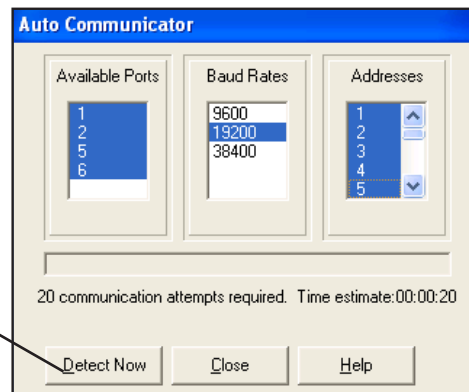 Auto Communicator
Available Ports
1
2
5
6
Baud Rates
9600
19200
38400
Addresses
1
2
3
4
5
20 communication attempts required. Time estimate:00:00:20
Detect Now
Close
Help